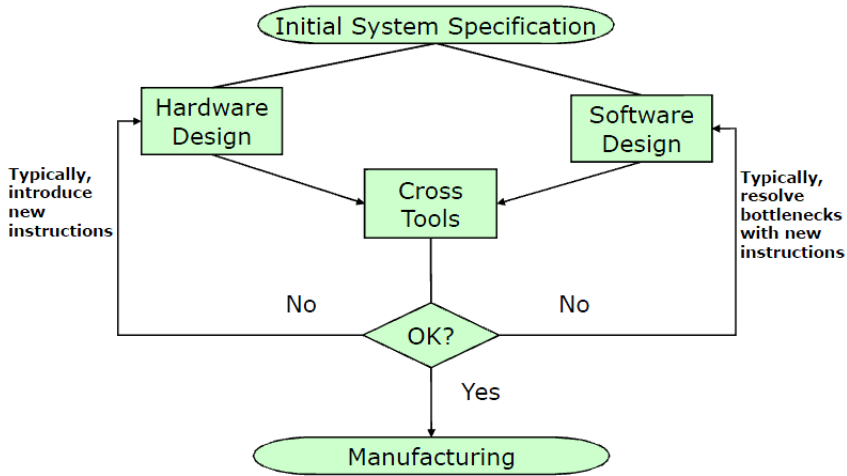 Initial System Specification
Hardware
Design
Software
Design
Typically,
introduce
new
instructions
Cross
Tools
Typically,
resolve
bottlenecks
with new
instructions
No
No
OK?
Yes
Manufacturing